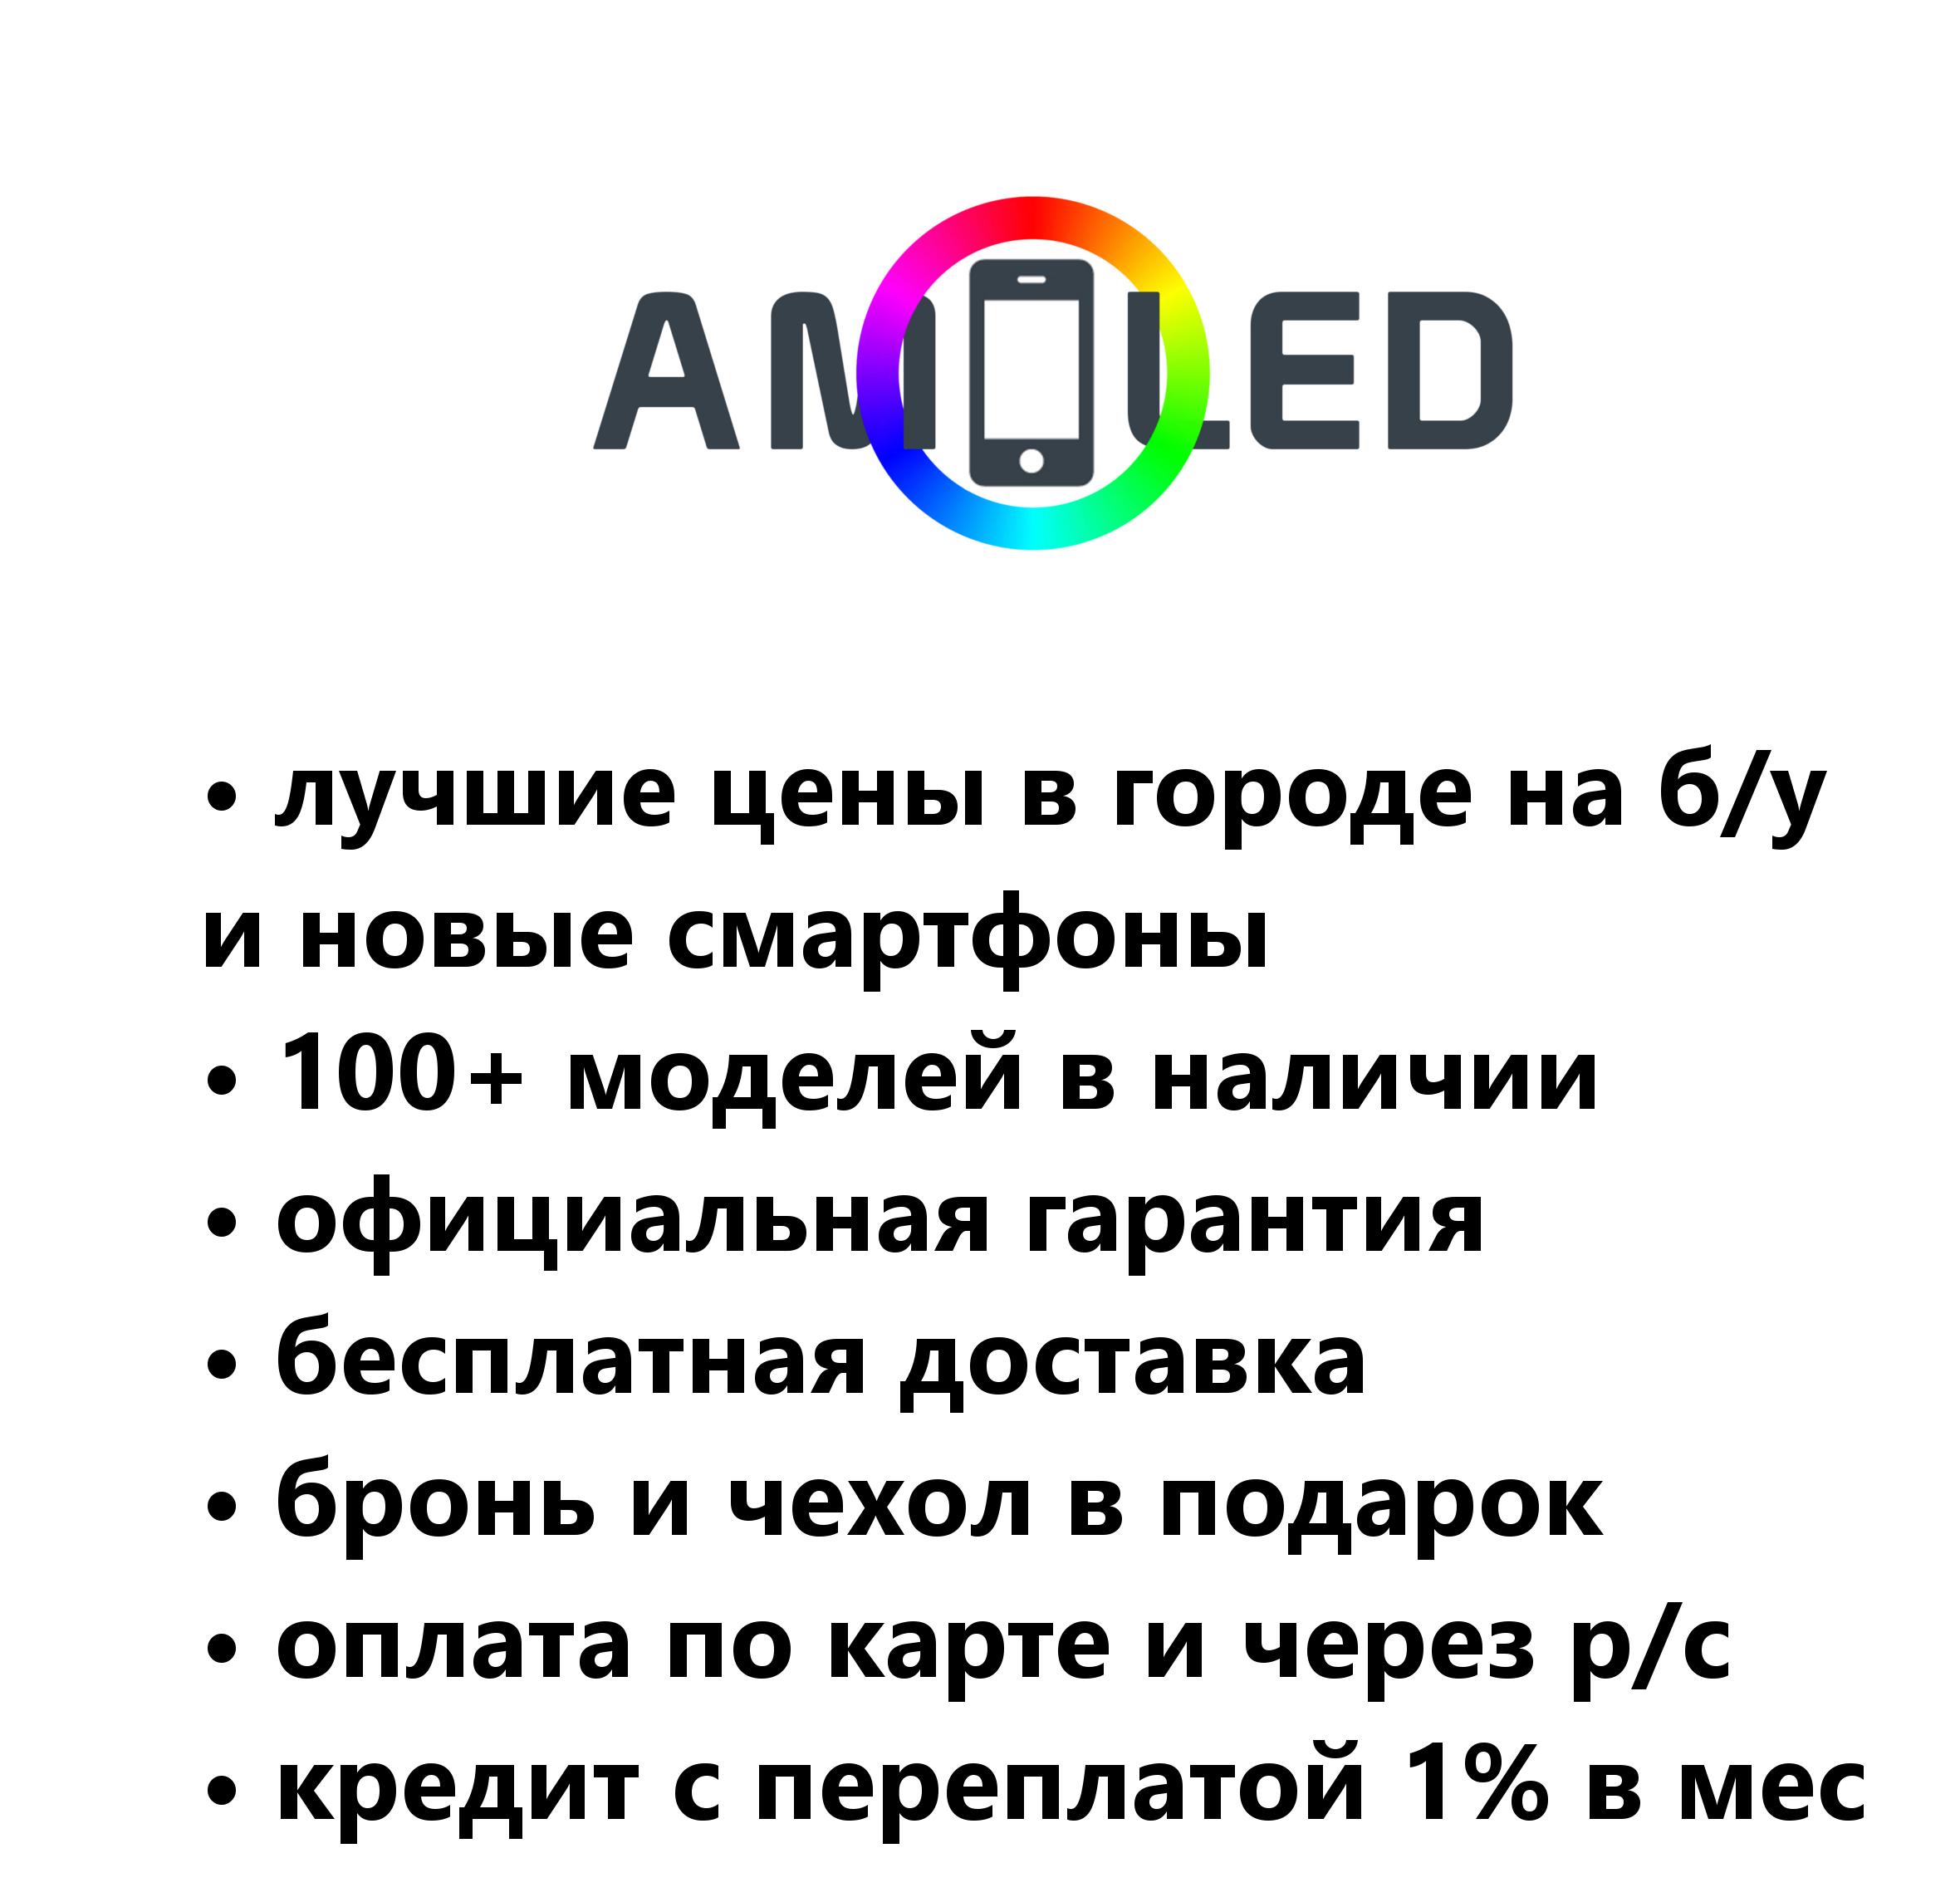 AMOLED
• лучшие цены в городе на б/у
и новые смартфоны
• 100+ моделей в наличии
• официальная гарантия
• бесплатная доставка
• бронь и чехол в подарок
• оплата по карте и через р/с
• кредит с переплатой 1% в мес